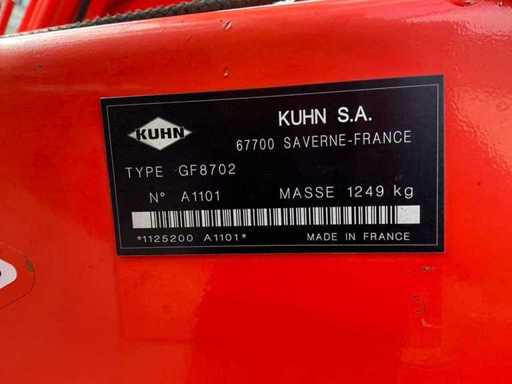 KUHN
KUHN S.A.
67700 SAVERNE-FRANCE
TYPE GF8702
N° A1101 MASSE 1249 kg
*1125200 A1101*
MADE IN FRANCE